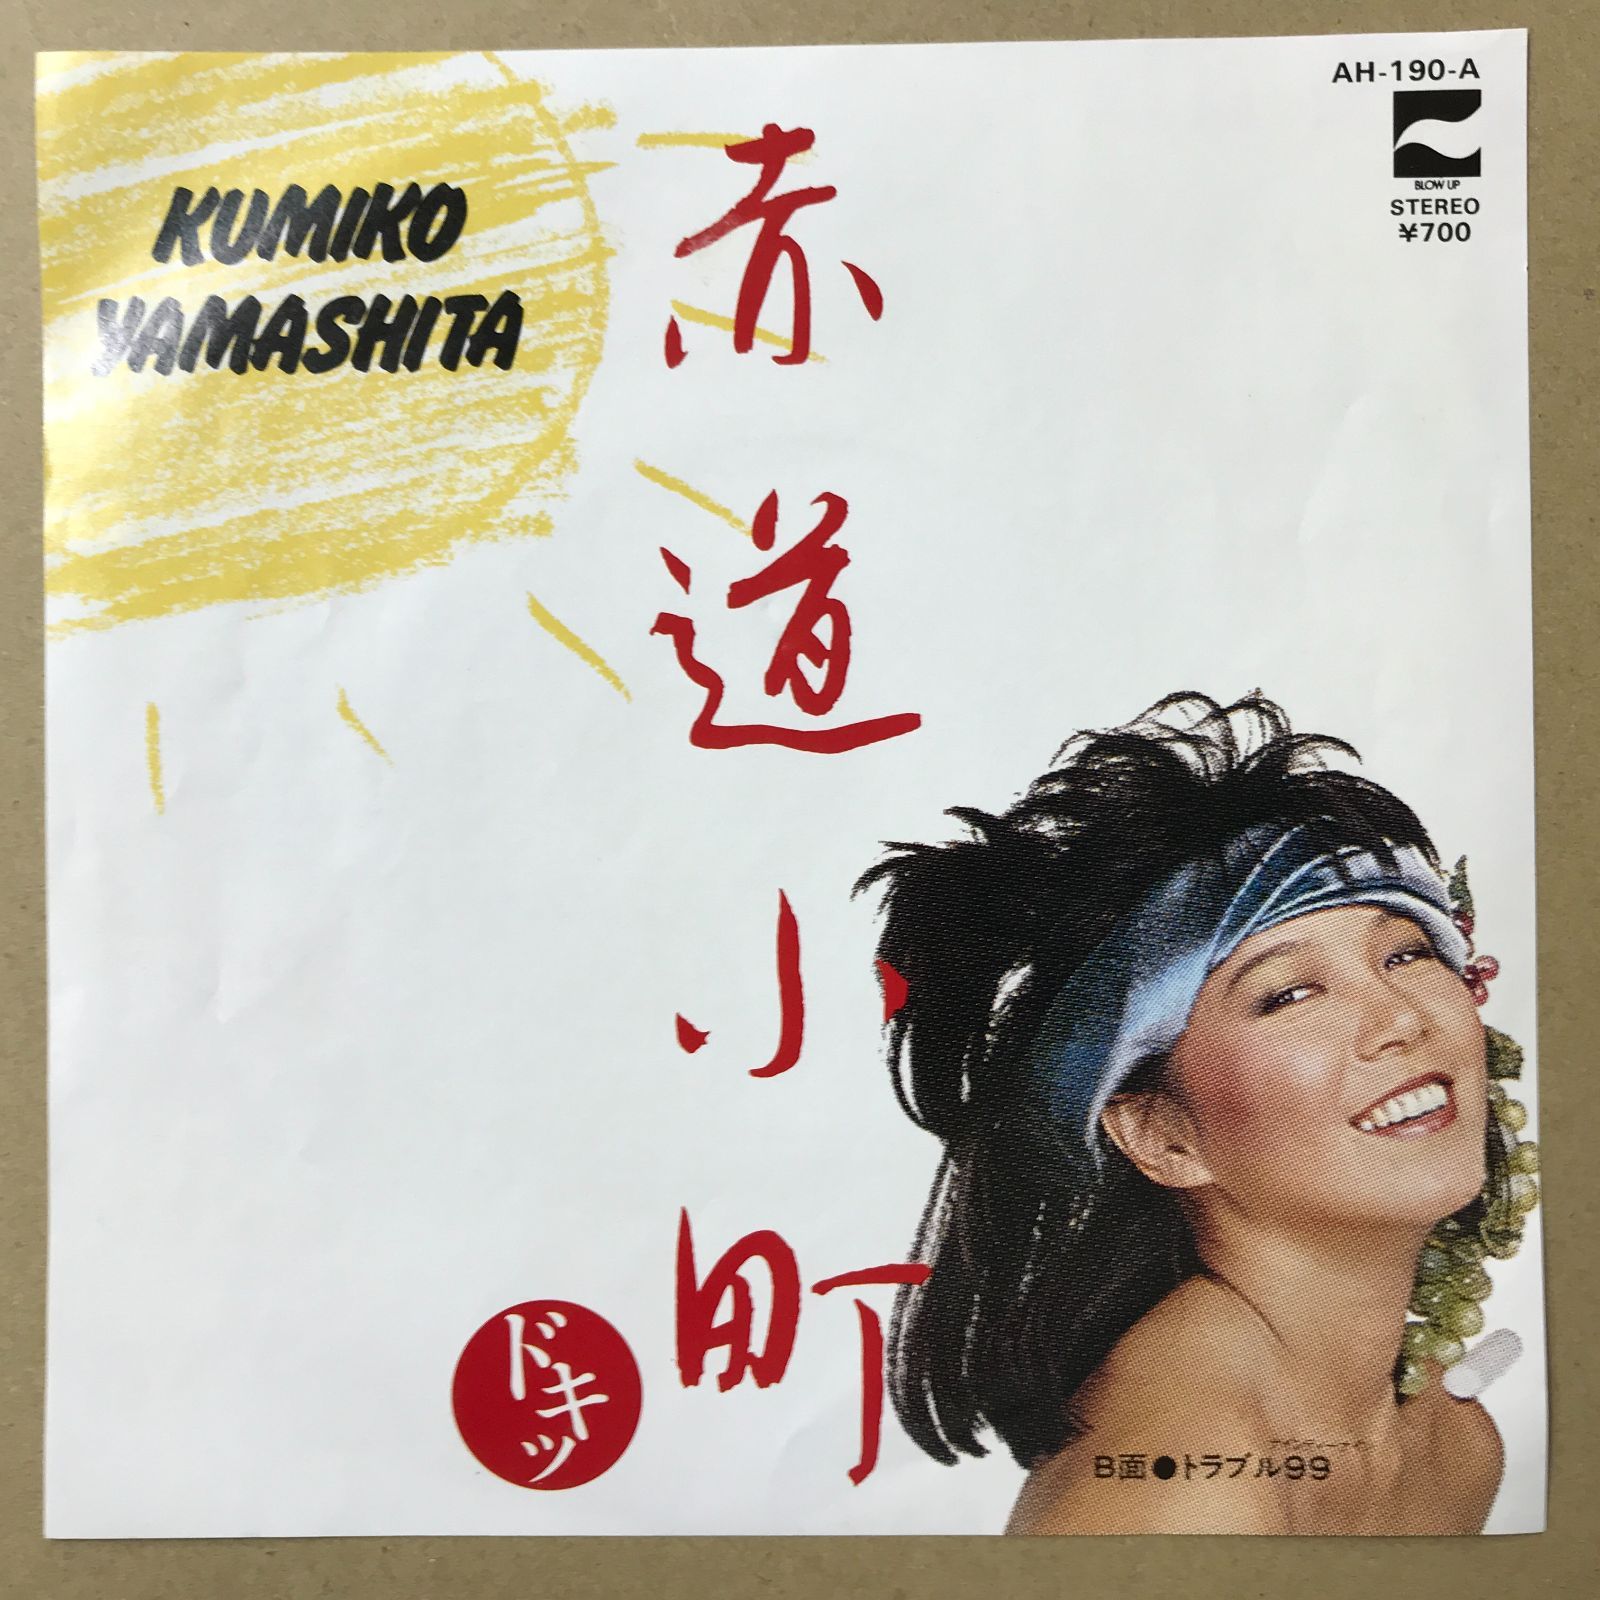 AH-190-A
BLOW UP
STEREO
¥700
KUMIKO
YAMASHITA
赤道小町
ドキッ
B面●トラブル99